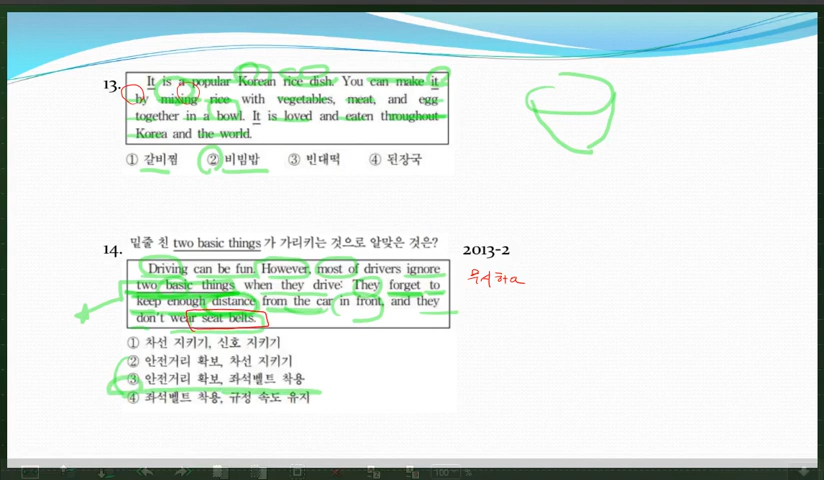 13.
It is a popular Korean rice dish. You can make it
by mixing rice with vegetables, meat, and egg
together in a bowl. It is loved and eaten throughout
Korea and the world.
① 갈비찜 ② 비빔밥 ③ 빈대떡 ④ 된장국
14. 밑줄 친 two basic things가 가리키는 것으로 알맞은 것은? 2013-2
Driving can be fun. However, most of drivers ignore
two basic things when they drive: They forget to
keep enough distance from the car in front, and they
don't wear seat belts.
무시하다
① 차선 지키기, 신호 지키기
② 안전거리 확보, 차선 지키기
③ 안전거리 확보, 좌석벨트 착용
④ 좌석벨트 착용, 규정 속도 유지
100 %